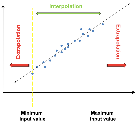 Interpolation
Extrapolation
Extrapolation
Minimum
Input value
Maximum
Input value